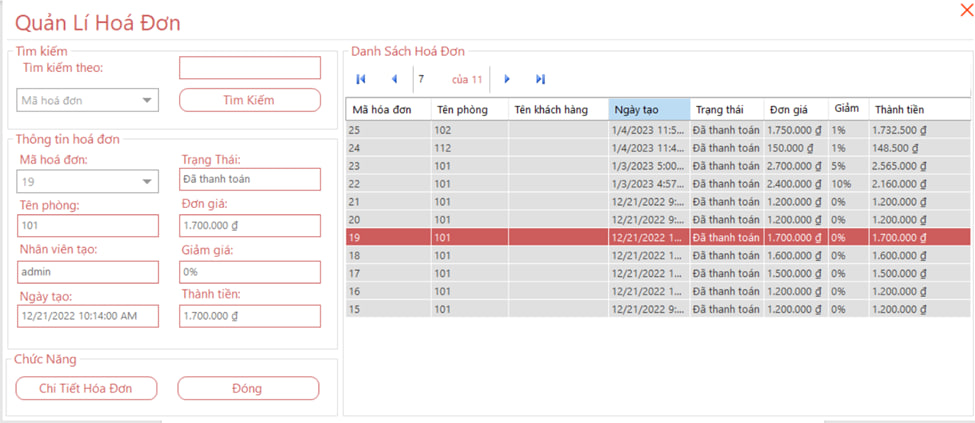 Quản Lí Hoá Đơn
Tìm kiếm
Tìm kiếm theo:
Mã hoá đơn
Tìm Kiếm
Thông tin hoá đơn
Mã hoá đơn:
Trạng Thái:
19
Đã thanh toán
Tên phòng:
Đơn giá:
101
1.700.000 ₫
Nhân viên tạo:
Giảm giá:
admin
0%
Ngày tạo:
Thành tiền:
12/21/2022 10:14:00 AM
1.700.000 ₫
Chức Năng
Chi Tiết Hóa Đơn
Đóng
Danh Sách Hoá Đơn
7 của 11
Mã hóa đơn Tên phòng Tên khách hàng Ngày tạo Trạng thái Đơn giá Giảm Thành tiền
25 102 1/4/2023 11:5... Đã thanh toán 1.750.000 ₫ 1% 1.732.500 ₫
24 112 1/4/2023 11:4... Đã thanh toán 150.000 ₫ 1% 148.500 ₫
23 101 1/3/2023 5:00... Đã thanh toán 2.700.000 ₫ 5% 2.565.000 ₫
22 101 1/3/2023 4:57... Đã thanh toán 2.400.000 ₫ 10% 2.160.000 ₫
21 101 12/21/2022 9:... Đã thanh toán 1.200.000 ₫ 0% 1.200.000 ₫
20 101 12/21/2022 9:... Đã thanh toán 1.200.000 ₫ 0% 1.200.000 ₫
19 101 12/21/2022 1... Đã thanh toán 1.700.000 ₫ 0% 1.700.000 ₫
18 101 12/21/2022 1... Đã thanh toán 1.600.000 ₫ 0% 1.600.000 ₫
17 101 12/21/2022 1... Đã thanh toán 1.500.000 ₫ 0% 1.500.000 ₫
16 101 12/21/2022 1... Đã thanh toán 1.200.000 ₫ 0% 1.200.000 ₫
15 101 12/21/2022 9:... Đã thanh toán 1.200.000 ₫ 0% 1.200.000 ₫